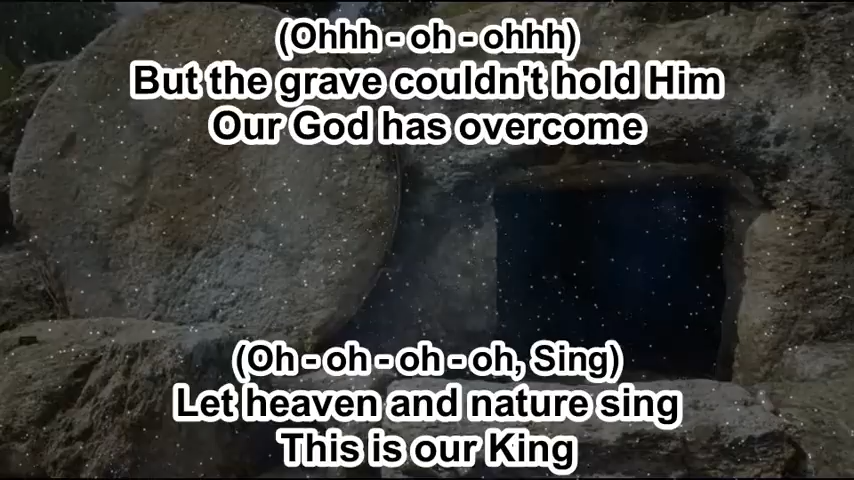 (Ohhh - oh - ohhh)
But the grave couldn't hold Him
Our God has overcome
(Oh - oh - oh - oh, Sing)
Let heaven and nature sing
This is our King